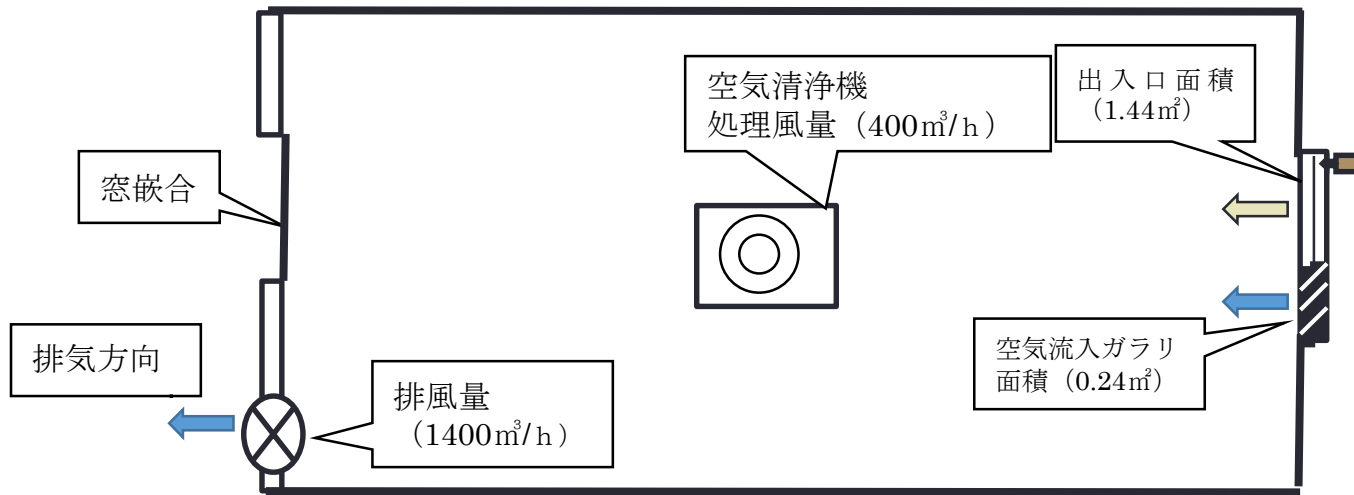 空気清浄機
処理風量（400㎥/ｈ）
出入口面積
（1.44㎡）
窓嵌合
排気方向
排風量
（1400㎥/ｈ）
空気流入ガラリ
面積（0.24㎡）